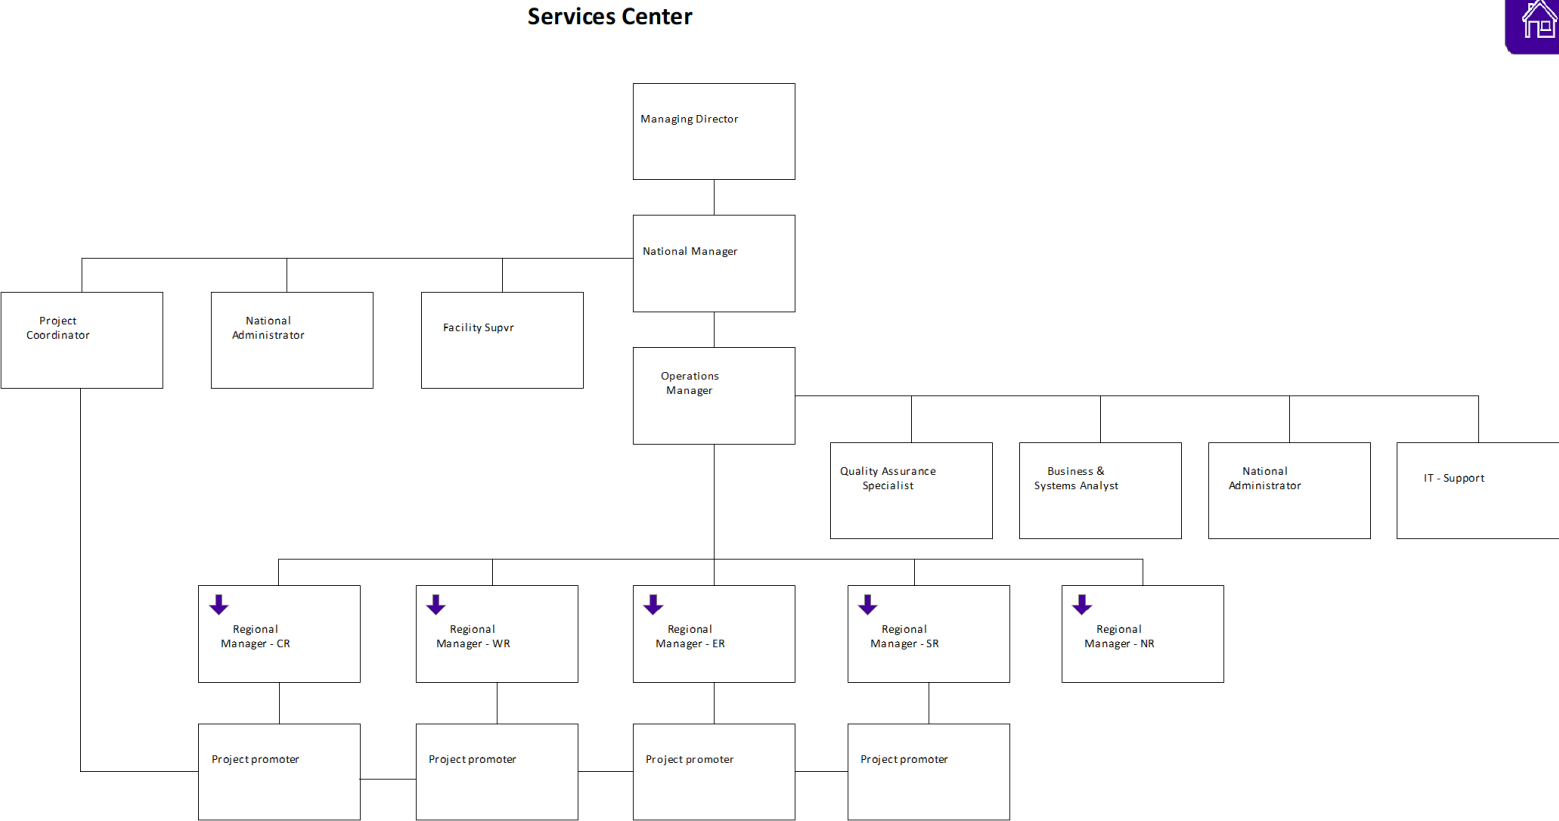 Services Center
Managing Director
National Manager
Project
Coordinator
National
Administrator
Facility Supvr
Operations
Manager
Quality Assurance
Specialist
Business &
Systems Analyst
National
Administrator
IT - Support
Regional
Manager - CR
Regional
Manager - WR
Regional
Manager - ER
Regional
Manager - SR
Regional
Manager - NR
Project promoter
Project promoter
Project promoter
Project promoter